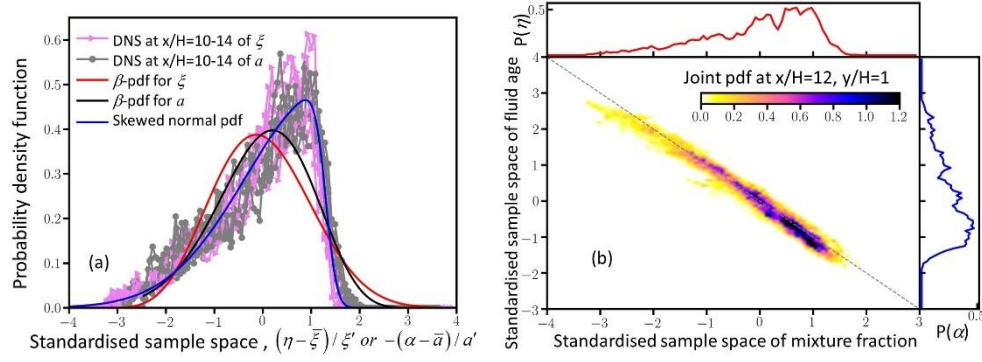 DNS at x/H=10-14 of ξ
DNS at x/H=10-14 of a
β-pdf for ξ
β-pdf for a
Skewed normal pdf
Probability density function
0.6
0.5
0.4
0.3
0.2
0.1
0.0
(a)
−4 −3 −2 −1 0 1 2 3 4
Standardised sample space , (η−ξ̅)/ξ′ or −(α−a̅)/a′
P(η)
0.5
Joint pdf at x/H=12, y/H=1
0.0 0.2 0.4 0.6 0.8 1.0 1.2
Standardised sample space of fluid age
4
3
2
1
0
−1
−2
−3
(b)
−4 −3 −2 −1 0 1 2 3
Standardised sample space of mixture fraction
0.5
P(α)